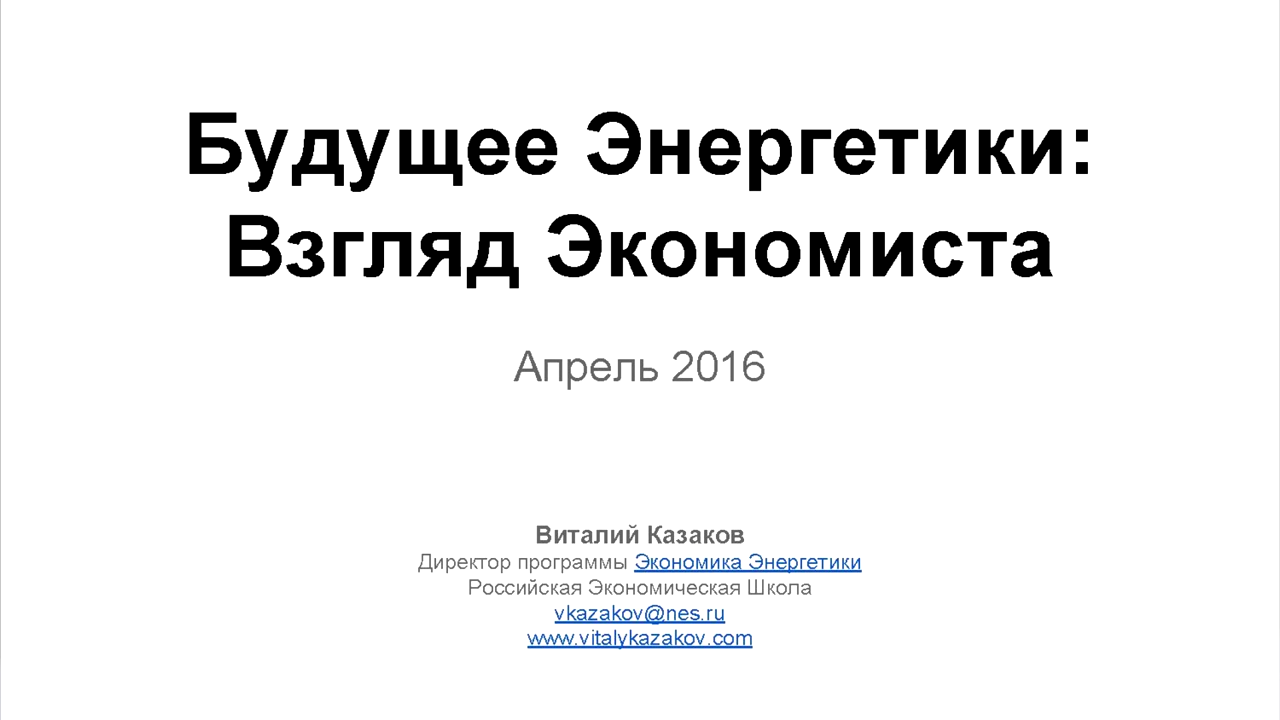 Будущее Энергетики:
Взгляд Экономиста
Апрель 2016
Виталий Казаков
Директор программы Экономика Энергетики
Российская Экономическая Школа
vkazakov@nes.ru
www.vitalykazakov.com